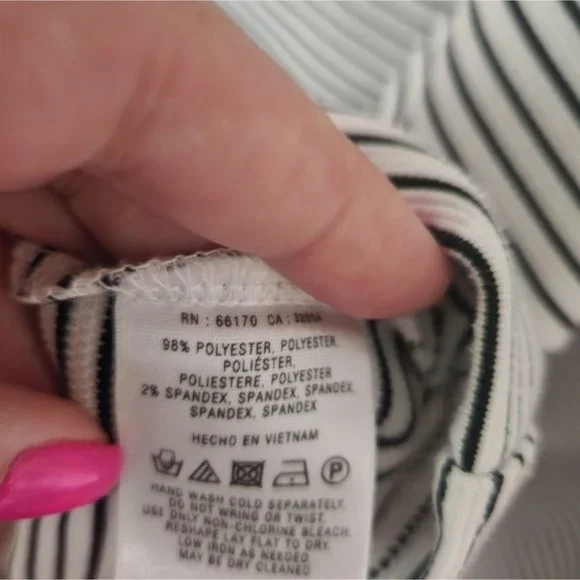 RN : 66170 CA :
98% POLYESTER, POLYESTER,
POLIÉSTER,
POLIESTERE, POLYESTER
2% SPANDEX, SPANDEX, SPANDEX,
SPANDEX, SPANDEX
HECHO EN VIETNAM
P
HAND WASH COLD SEPARATELY.
DO NOT WRING OR TWIST.
USE ONLY NON-CHLORINE BLEACH.
RESHAPE LAY FLAT TO DRY.
LOW IRON AS NEEDED
MAY BE DRY CLEANED